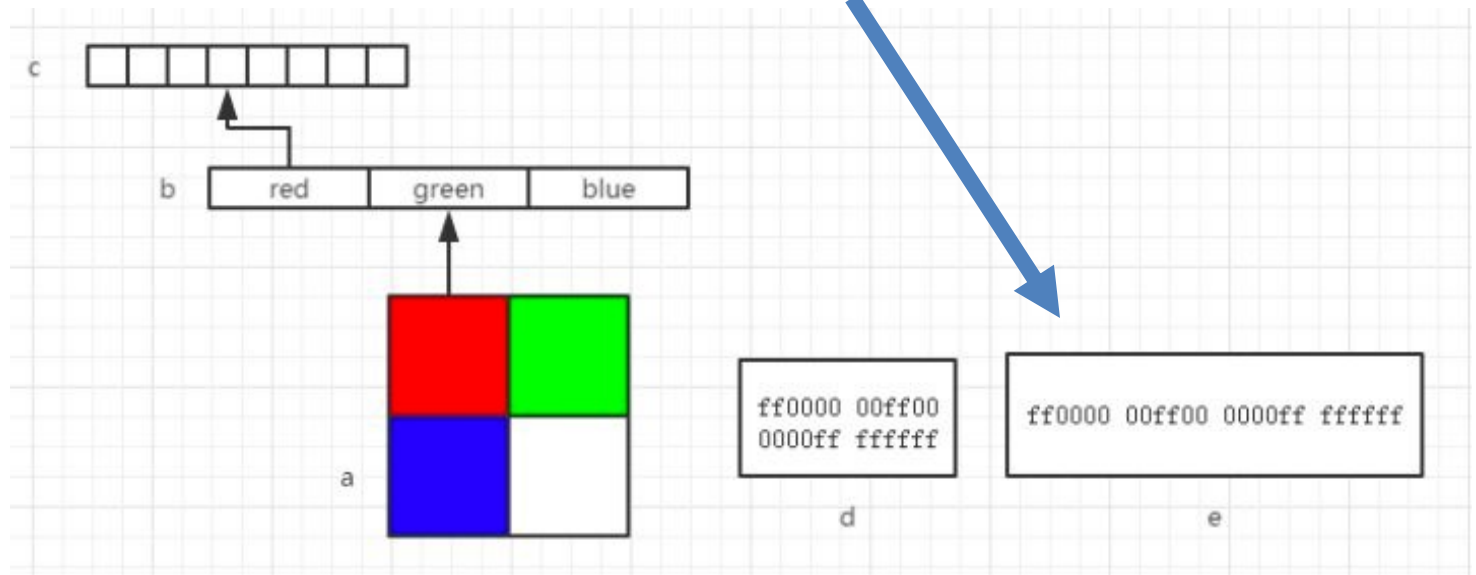 c
b red green blue
a
ff0000 00ff00
0000ff ffffff
d
ff0000 00ff00 0000ff ffffff
e